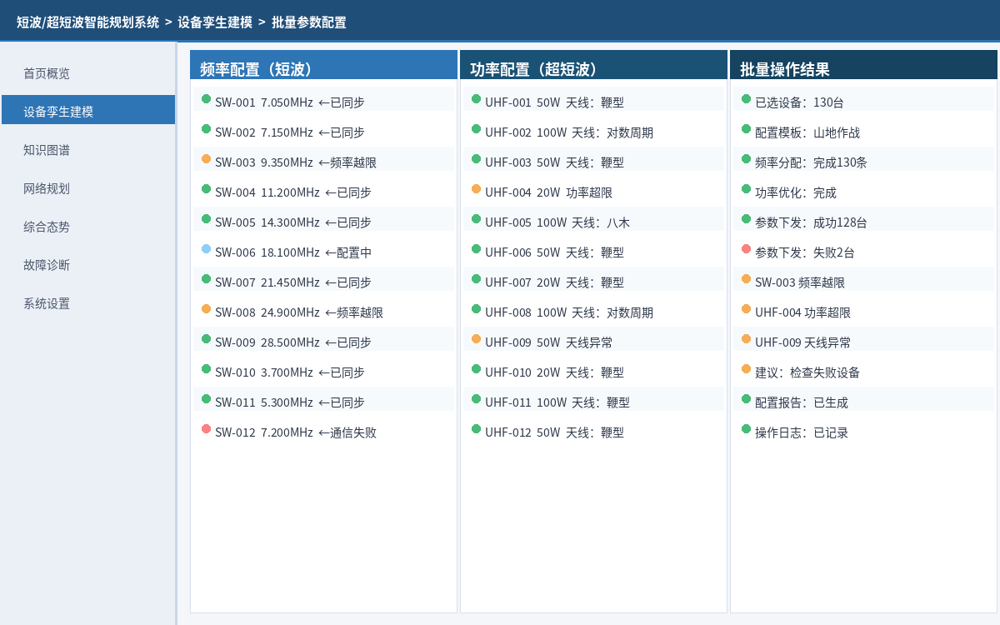 短波/超短波智能规划系统 > 设备孪生建模 > 批量参数配置
首页概览
设备孪生建模
知识图谱
网络规划
综合态势
故障诊断
系统设置
频率配置（短波）
SW-001 7.050MHz ←已同步
SW-002 7.150MHz ←已同步
SW-003 9.350MHz ←频率越限
SW-004 11.200MHz ←已同步
SW-005 14.300MHz ←已同步
SW-006 18.100MHz ←配置中
SW-007 21.450MHz ←已同步
SW-008 24.900MHz ←频率越限
SW-009 28.500MHz ←已同步
SW-010 3.700MHz ←已同步
SW-011 5.300MHz ←已同步
SW-012 7.200MHz ←通信失败
功率配置（超短波）
UHF-001 50W 天线：鞭型
UHF-002 100W 天线：对数周期
UHF-003 50W 天线：鞭型
UHF-004 20W 功率超限
UHF-005 100W 天线：八木
UHF-006 50W 天线：鞭型
UHF-007 20W 天线：鞭型
UHF-008 100W 天线：对数周期
UHF-009 50W 天线异常
UHF-010 20W 天线：鞭型
UHF-011 100W 天线：鞭型
UHF-012 50W 天线：鞭型
批量操作结果
已选设备：130台
配置模板：山地作战
频率分配：完成130条
功率优化：完成
参数下发：成功128台
参数下发：失败2台
SW-003 频率越限
UHF-004 功率超限
UHF-009 天线异常
建议：检查失败设备
配置报告：已生成
操作日志：已记录